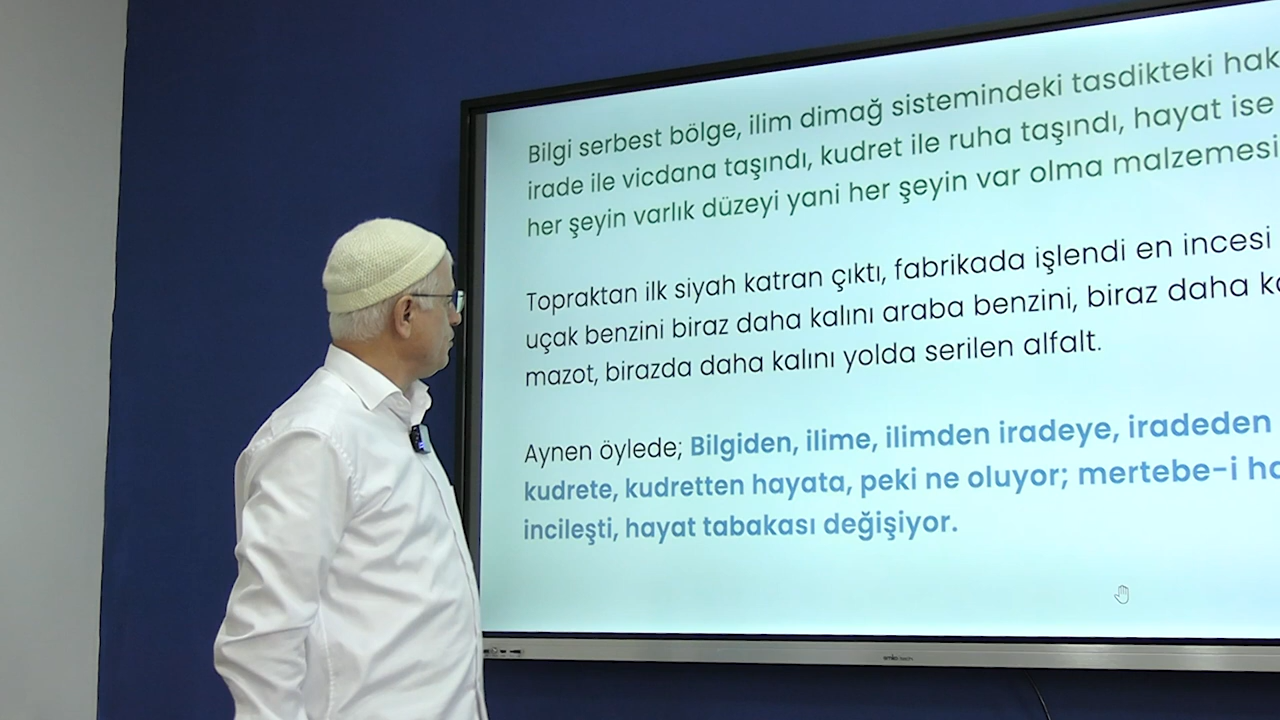 Bilgi serbest bölge, ilim dimağ sistemindeki tasdikteki hak
irade ile vicdana taşındı, kudret ile ruha taşındı, hayat ise
her şeyin varlık düzeyi yani her şeyin var olma malzemesi
Topraktan ilk siyah katran çıktı, fabrikada işlendi en incesi
uçak benzini biraz daha kalını araba benzini, biraz daha
mazot, birazda daha kalını yolda serilen alfalt.
Aynen öylede; Bilgiden, ilime, ilimden iradeye, iradeden
kudrete, kudretten hayata, peki ne oluyor; mertebe-i
incileşti, hayat tabakası değişiyor.